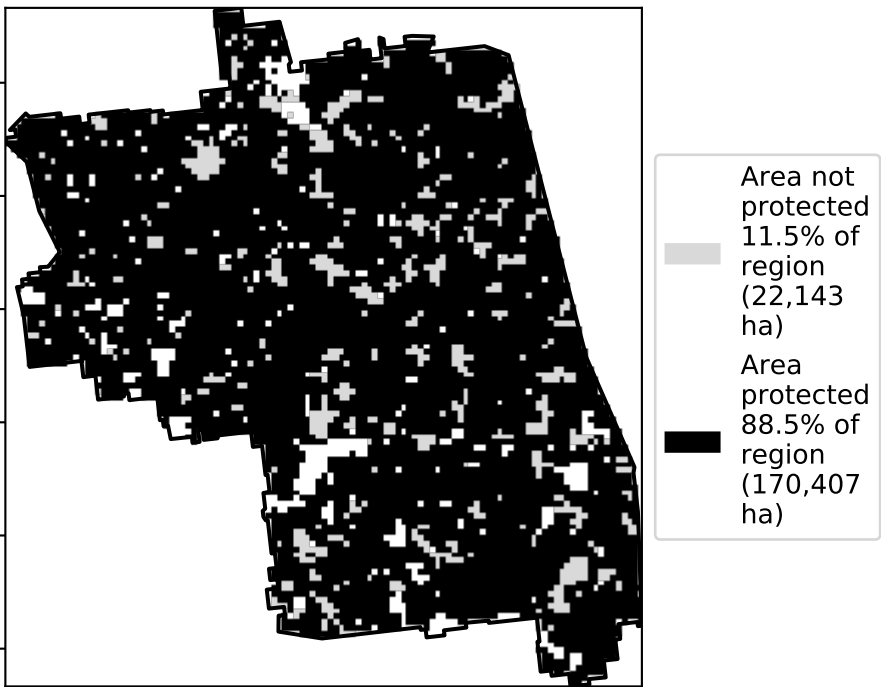 Area not
protected
11.5% of
region
(22,143
ha)
Area
protected
88.5% of
region
(170,407
ha)